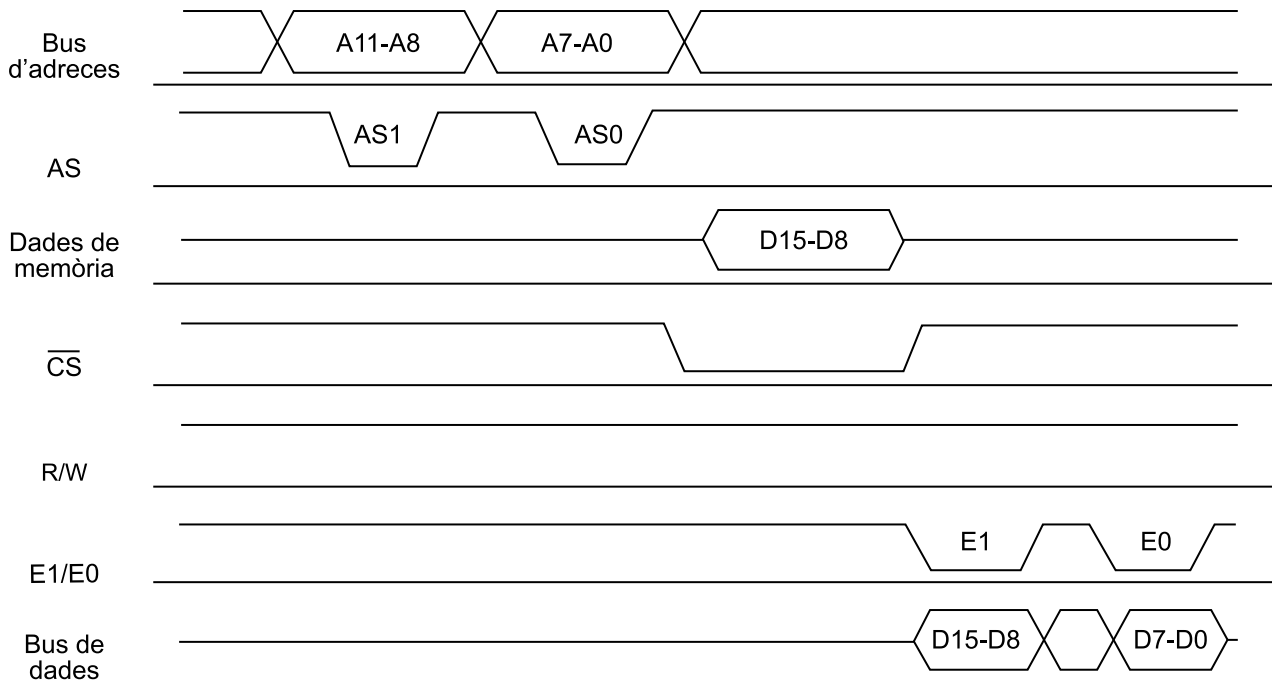 Bus
d’adreces
A11-A8
A7-A0
AS
AS1
AS0
Dades de
memòria
D15-D8
CS
R/W
E1/E0
E1
E0
Bus de
dades
D15-D8
D7-D0